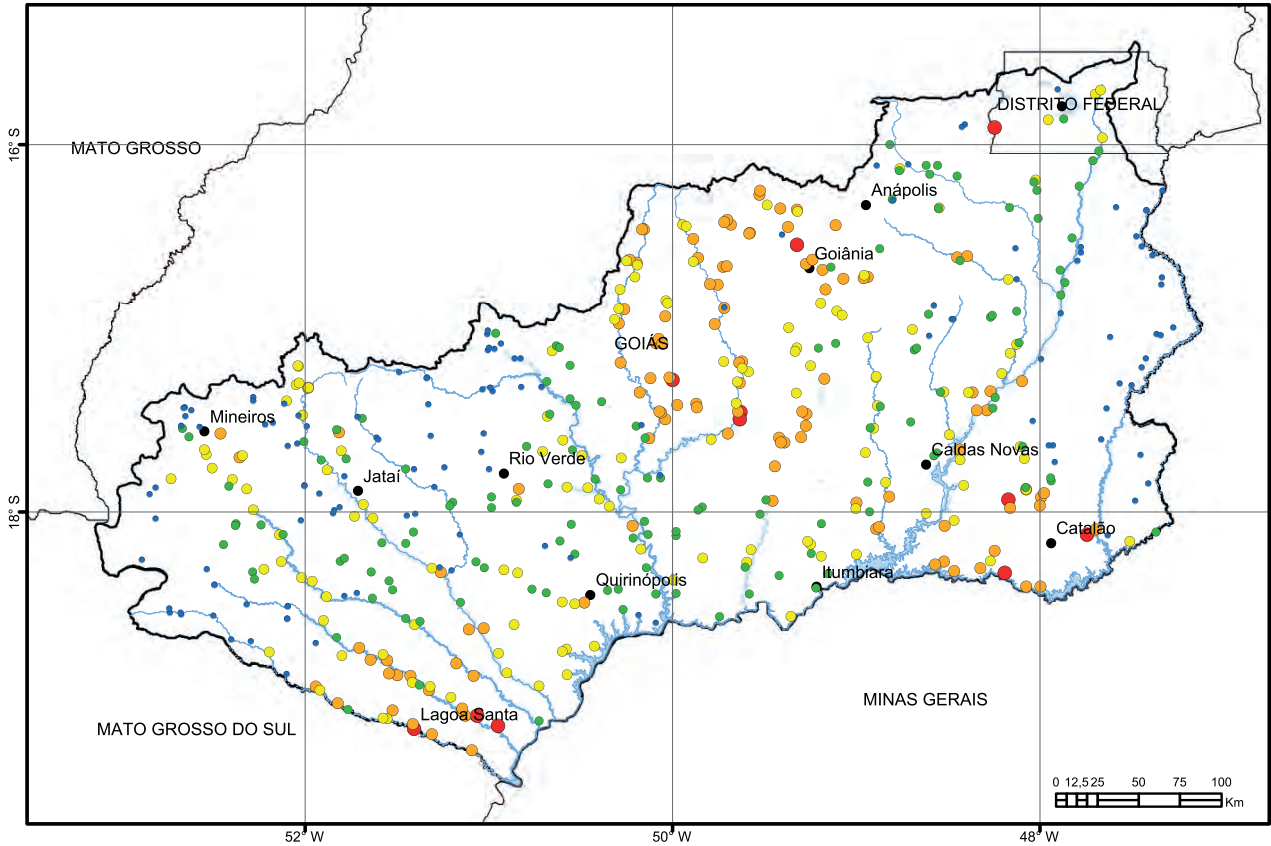 DISTRITO FEDERAL
MATO GROSSO
16°S
Anápolis
Goiânia
GOIÁS
Mineiros
Caldas Novas
Rio Verde
Jataí
18°S
Catalão
Itumbiara
Quirinópolis
MINAS GERAIS
Lagoa Santa
MATO GROSSO DO SUL
0 12,5 25 50 75 100
Km
52°W 50°W 48°W